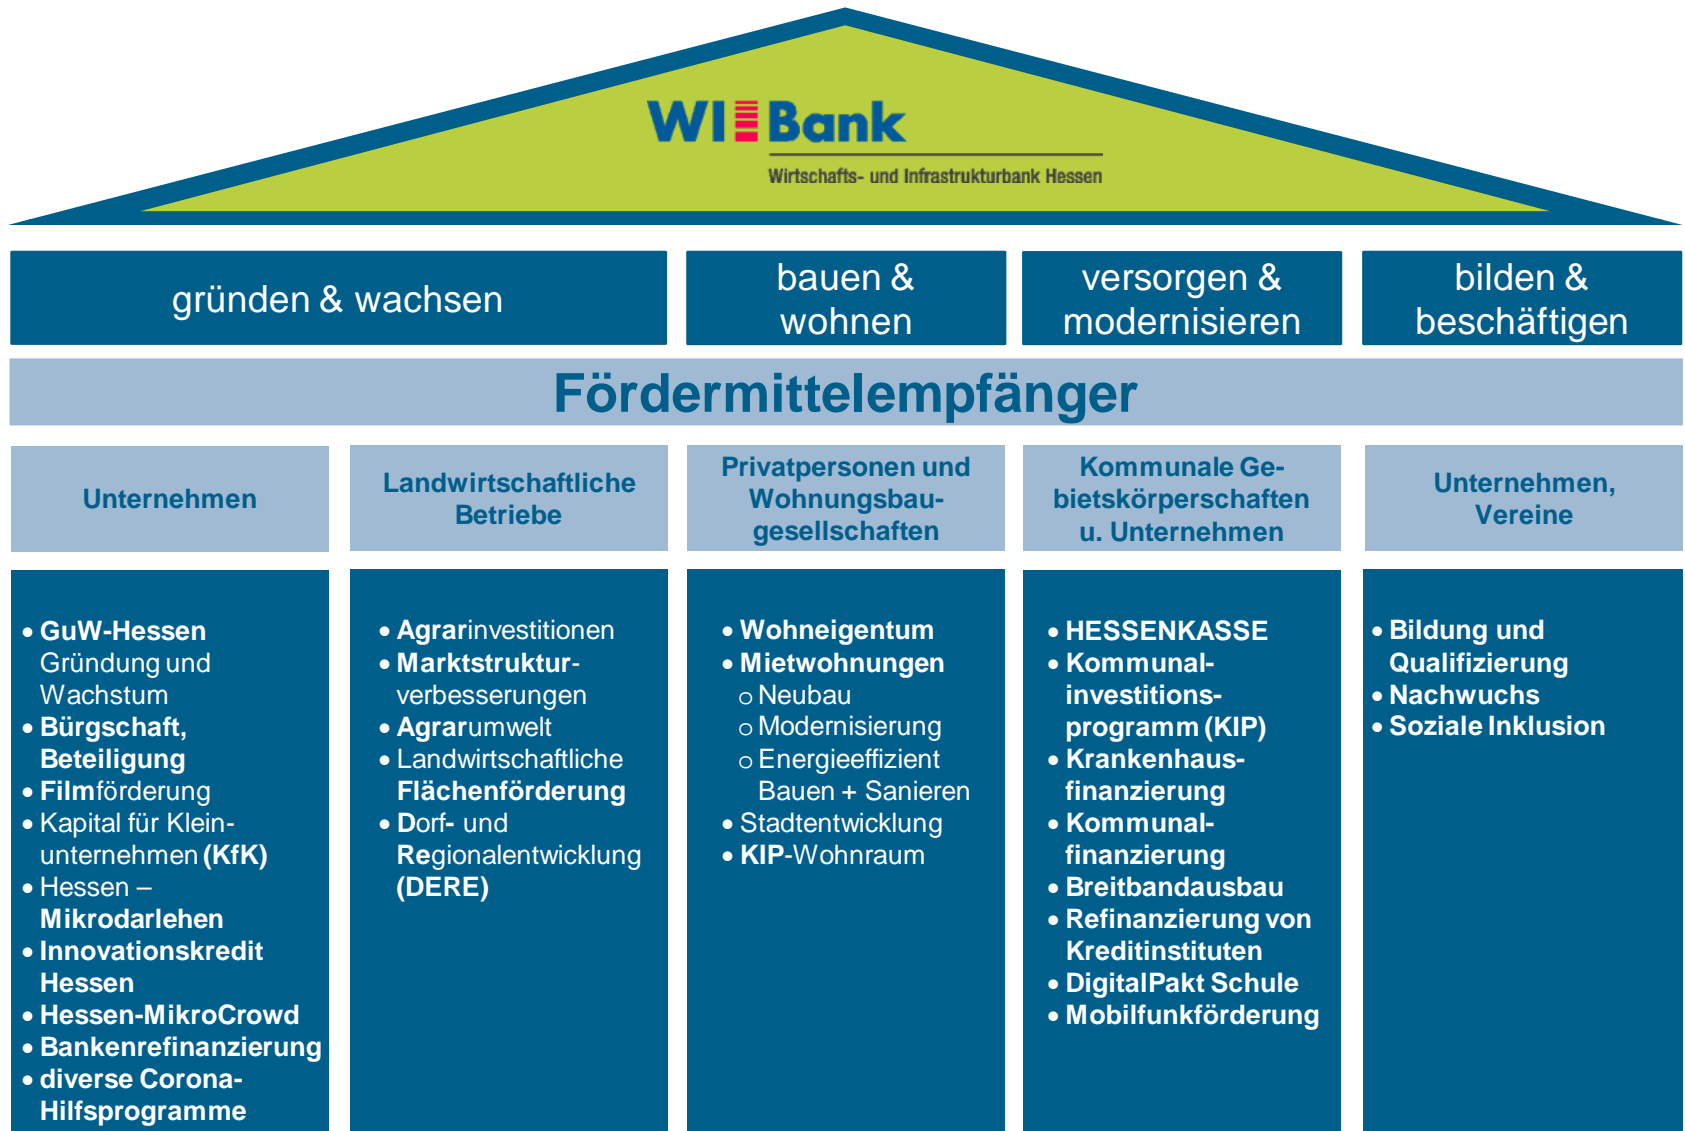 WIBank
Wirtschafts- und Infrastrukturbank Hessen
gründen & wachsen
bauen &
wohnen
versorgen &
modernisieren
bilden &
beschäftigen
Fördermittelempfänger
Unternehmen
Landwirtschaftliche
Betriebe
Privatpersonen und
Wohnungsbau-
gesellschaften
Kommunale Ge-
bietskörperschaften
u. Unternehmen
Unternehmen,
Vereine
• GuW-Hessen
Gründung und
Wachstum
• Bürgschaft,
Beteiligung
• Filmförderung
• Kapital für Klein-
unternehmen (KfK)
• Hessen –
Mikrodarlehen
• Innovationskredit
Hessen
• Hessen-MikroCrowd
• Bankenrefinanzierung
• diverse Corona-
Hilfsprogramme
• Agrarinvestitionen
• Marktstruktur-
verbesserungen
• Agrarumwelt
• Landwirtschaftliche
Flächenförderung
• Dorf- und
Regionalentwicklung
(DERE)
• Wohneigentum
• Mietwohnungen
o Neubau
o Modernisierung
o Energieeffizient
Bauen + Sanieren
• Stadtentwicklung
• KIP-Wohnraum
• HESSENKASSE
• Kommunal-
investitions-
programm (KIP)
• Krankenhaus-
finanzierung
• Kommunal-
finanzierung
• Breitbandausbau
• Refinanzierung von
Kreditinstituten
• DigitalPakt Schule
• Mobilfunkförderung
• Bildung und
Qualifizierung
• Nachwuchs
• Soziale Inklusion